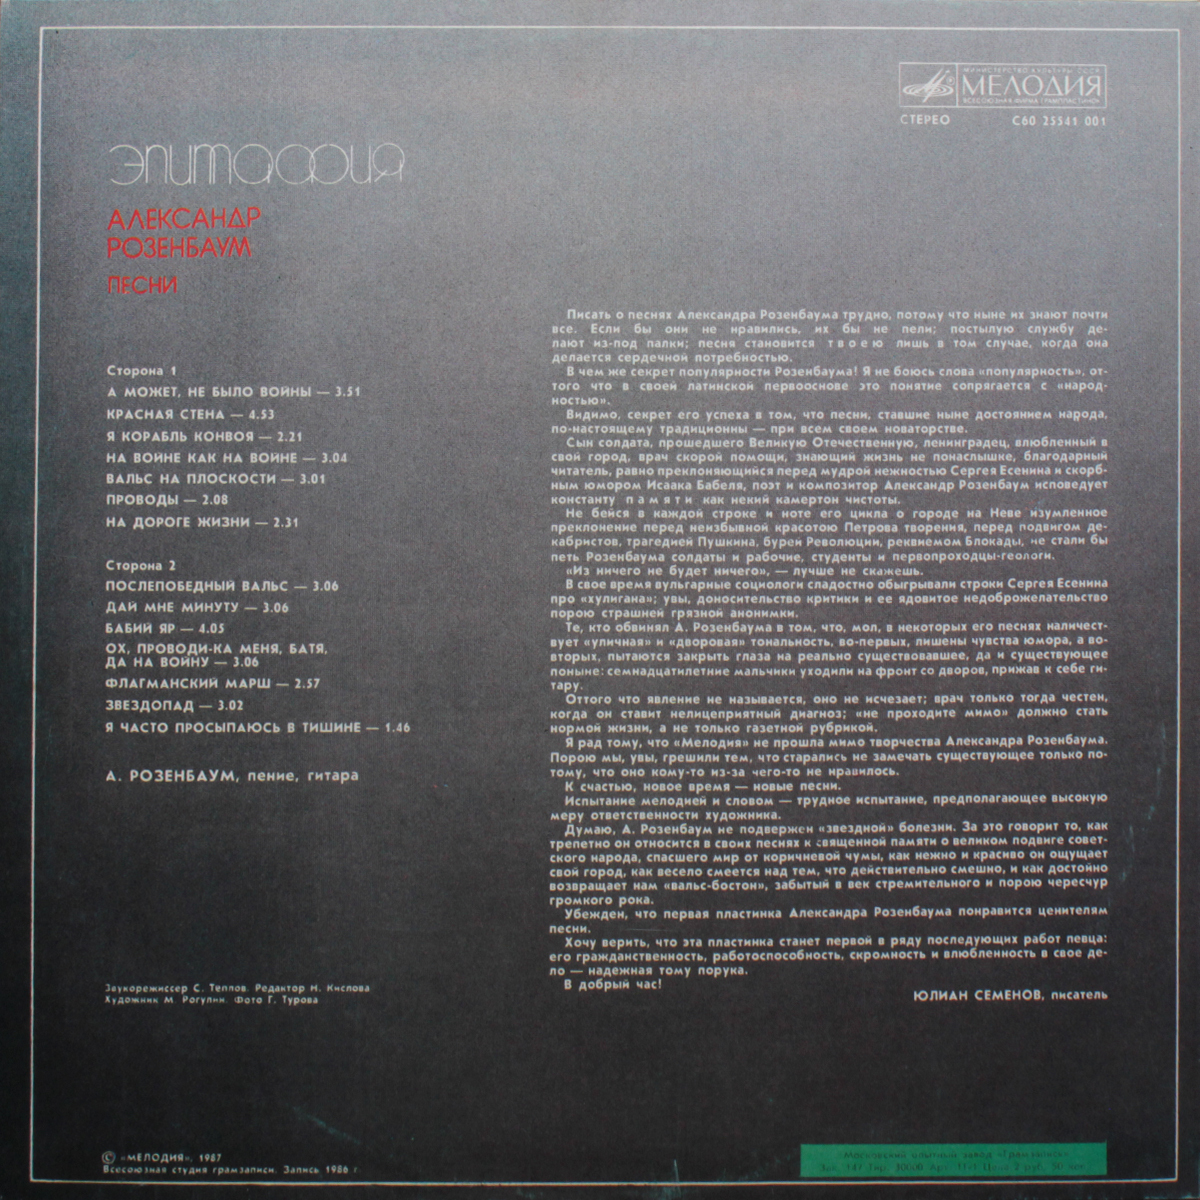 МИНИСТЕРСТВО КУЛЬТУРЫ СССР
МЕЛОДИЯ
ВСЕСОЮЗНАЯ ФИРМА ГРАМПЛАСТИНОК
СТЕРЕО С60 25541 001
ЭПИТАФИЯ
АЛЕКСАНДР
РОЗЕНБАУМ
ПЕСНИ
Сторона 1
А МОЖЕТ, НЕ БЫЛО ВОЙНЫ — 3.51
КРАСНАЯ СТЕНА — 4.53
Я КОРАБЛЬ КОНВОЯ — 2.21
НА ВОЙНЕ КАК НА ВОЙНЕ — 3.04
ВАЛЬС НА ПЛОСКОСТИ — 3.01
ПРОВОДЫ — 2.08
НА ДОРОГЕ ЖИЗНИ — 2.31
Сторона 2
ПОСЛЕПОБЕДНЫЙ ВАЛЬС — 3.06
ДАЙ МНЕ МИНУТУ — 3.06
БАБИЙ ЯР — 4.05
ОХ, ПРОВОДИ-КА МЕНЯ, БАТЯ,
ДА НА ВОЙНУ — 3.06
ФЛАГМАНСКИЙ МАРШ — 2.57
ЗВЕЗДОПАД — 3.02
Я ЧАСТО ПРОСЫПАЮСЬ В ТИШИНЕ — 1.46
А. РОЗЕНБАУМ, пение, гитара
Писать о песнях Александра Розенбаума трудно, потому что ныне их знают почти
все. Если бы они не нравились, их бы не пели; постылую службу де-
лают из-под палки; песня становится твоею лишь в том случае, когда она
делается сердечной потребностью.
В чем же секрет популярности Розенбаума! Я не боюсь слова «популярность», от-
того что в своей латинской первооснове это понятие сопрягается с «народ-
ностью».
Видимо, секрет его успеха в том, что песни, ставшие ныне достоянием народа,
по-настоящему традиционны — при всем своем новаторстве.
Сын солдата, прошедшего Великую Отечественную, ленинградец, влюбленный в
свой город, врач скорой помощи, знающий жизнь не понаслышке, благодарный
читатель, равно преклоняющийся перед мудрой нежностью Сергея Есенина и скорб-
ным юмором Исаака Бабеля, поэт и композитор Александр Розенбаум исповедует
константу памяти как некий камертон чистоты.
Не бейся в каждой строке и ноте его цикла о городе на Неве изумленное
преклонение перед неизбывной красотою Петрова творения, перед подвигом де-
кабристов, трагедией Пушкина, бурей Революции, реквиемом Блокады, не стали бы
петь Розенбаума солдаты и рабочие, студенты и первопроходцы-геологи.
«Из ничего не будет ничего», — лучше не скажешь.
В свое время вульгарные социологи сладостно обыгрывали строки Сергея Есенина
про «хулигана»; увы, доносительство критики и ее ядовитое недоброжелательство
порою страшней грязной анонимки.
Те, кто обвинял А. Розенбаума в том, что, мол, в некоторых его песнях наличест-
вует «уличная» и «дворовая» тональность, во-первых, лишены чувства юмора, а во-
вторых, пытаются закрыть глаза на реально существовавшее, да и существующее
поныне: семнадцатилетние мальчики уходили на фронт со дворов, прижав к себе ги-
тару.
Оттого что явление не называется, оно не исчезает; врач только тогда честен,
когда он ставит нелицеприятный диагноз; «не проходите мимо» должно стать
нормой жизни, а не только газетной рубрикой.
Я рад тому, что «Мелодия» не прошла мимо творчества Александра Розенбаума.
Порою мы, увы, грешили тем, что старались не замечать существующее только по-
тому, что оно кому-то из-за чего-то не нравилось.
К счастью, новое время — новые песни.
Испытание мелодией и словом — трудное испытание, предполагающее высокую
меру ответственности художника.
Думаю, А. Розенбаум не подвержен «звездной» болезни. За это говорит то, как
трепетно он относится в своих песнях к священной памяти о великом подвиге совет-
ского народа, спасшего мир от коричневой чумы, как нежно и красиво он ощущает
свой город, как весело смеется над тем, что действительно смешно, и как достойно
возвращает нам «вальс-бостон», забытый в век стремительного и порою чересчур
громкого рока.
Убежден, что первая пластинка Александра Розенбаума понравится ценителям
песни.
Хочу верить, что эта пластинка станет первой в ряду последующих работ певца:
его гражданственность, работоспособность, скромность и влюбленность в свое де-
ло — надежная тому порука.
В добрый час!
ЮЛИАН СЕМЕНОВ, писатель
Звукорежиссер С. Теплов. Редактор Н. Кислова
Художник М. Рогулин. Фото Г. Турова
© «МЕЛОДИЯ», 1987
Всесоюзная студия грамзаписи. Запись 1986 г.
Московский опытный завод «Грамзапись»
Зак. 141 Тир. 30000 Арт. 11-1 Цена 2 руб. 50 коп.